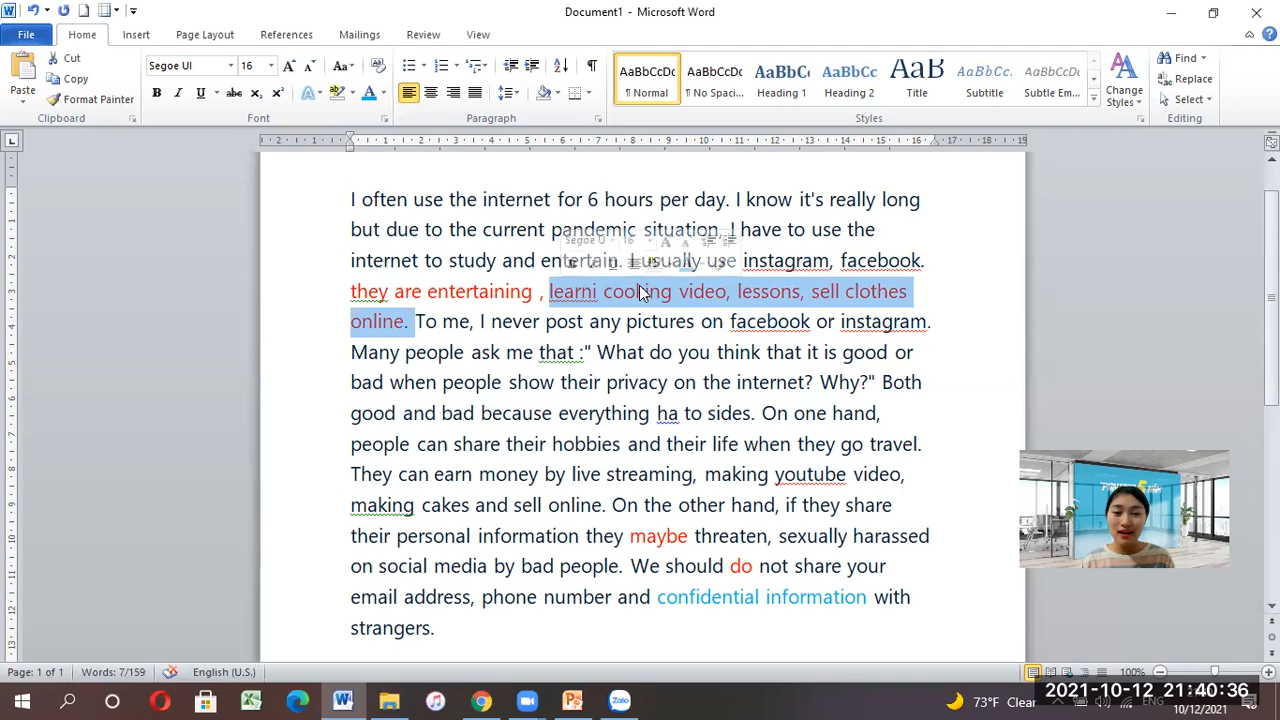 Document1 - Microsoft Word
File Home Insert Page Layout References Mailings Review View
Paste Cut Copy Format Painter
Segoe UI 16
AaBbCcDc AaBbCcDc AaBbC AaBbCc AaB AaBbCc AaBbCcDc
¶ Normal ¶ No Spaci... Heading 1 Heading 2 Title Subtitle Subtle Em...
Change Styles
Find Replace Select
Clipboard Font Paragraph Styles Editing
I often use the internet for 6 hours per day. I know it's really long
but due to the current pandemic situation, I have to use the
internet to study and entertain. I usually use instagram, facebook.
they are entertaining , learni cooking video, lessons, sell clothes
online. To me, I never post any pictures on facebook or instagram.
Many people ask me that :" What do you think that it is good or
bad when people show their privacy on the internet? Why?" Both
good and bad because everything ha to sides. On one hand,
people can share their hobbies and their life when they go travel.
They can earn money by live streaming, making youtube video,
making cakes and sell online. On the other hand, if they share
their personal information they maybe threaten, sexually harassed
on social media by bad people. We should do not share your
email address, phone number and confidential information with
strangers.
Page: 1 of 1 Words: 7/159 English (U.S.) 100%
73°F Clear
2021-10-12 21:40:36
10/12/2021